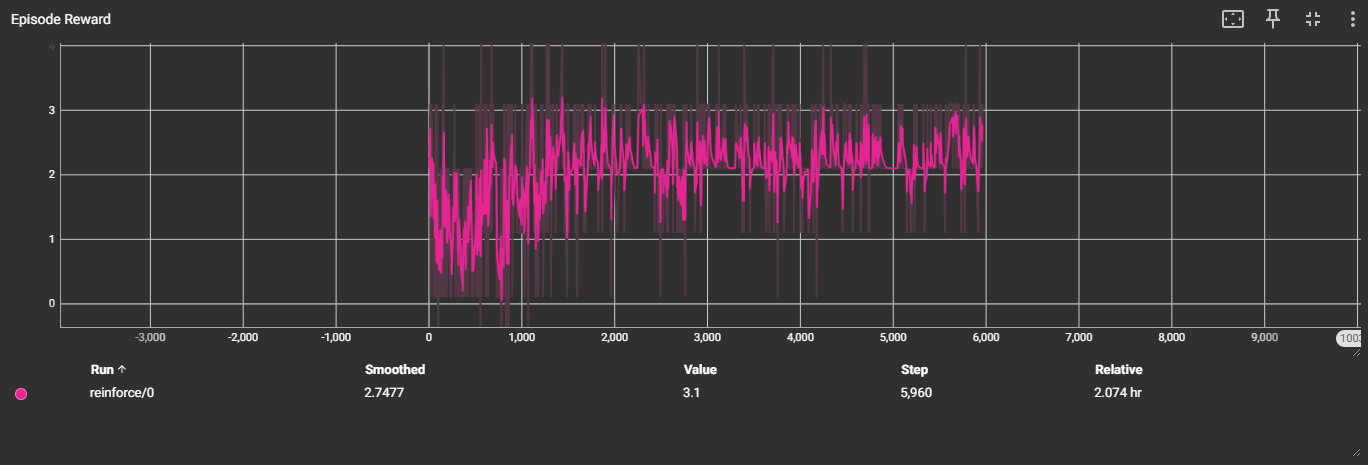 Episode Reward
3
2
1
0
-3,000 -2,000 -1,000 0 1,000 2,000 3,000 4,000 5,000 6,000 7,000 8,000 9,000
Run ↑ Smoothed Value Step Relative
reinforce/0 2.7477 3.1 5,960 2.074 hr